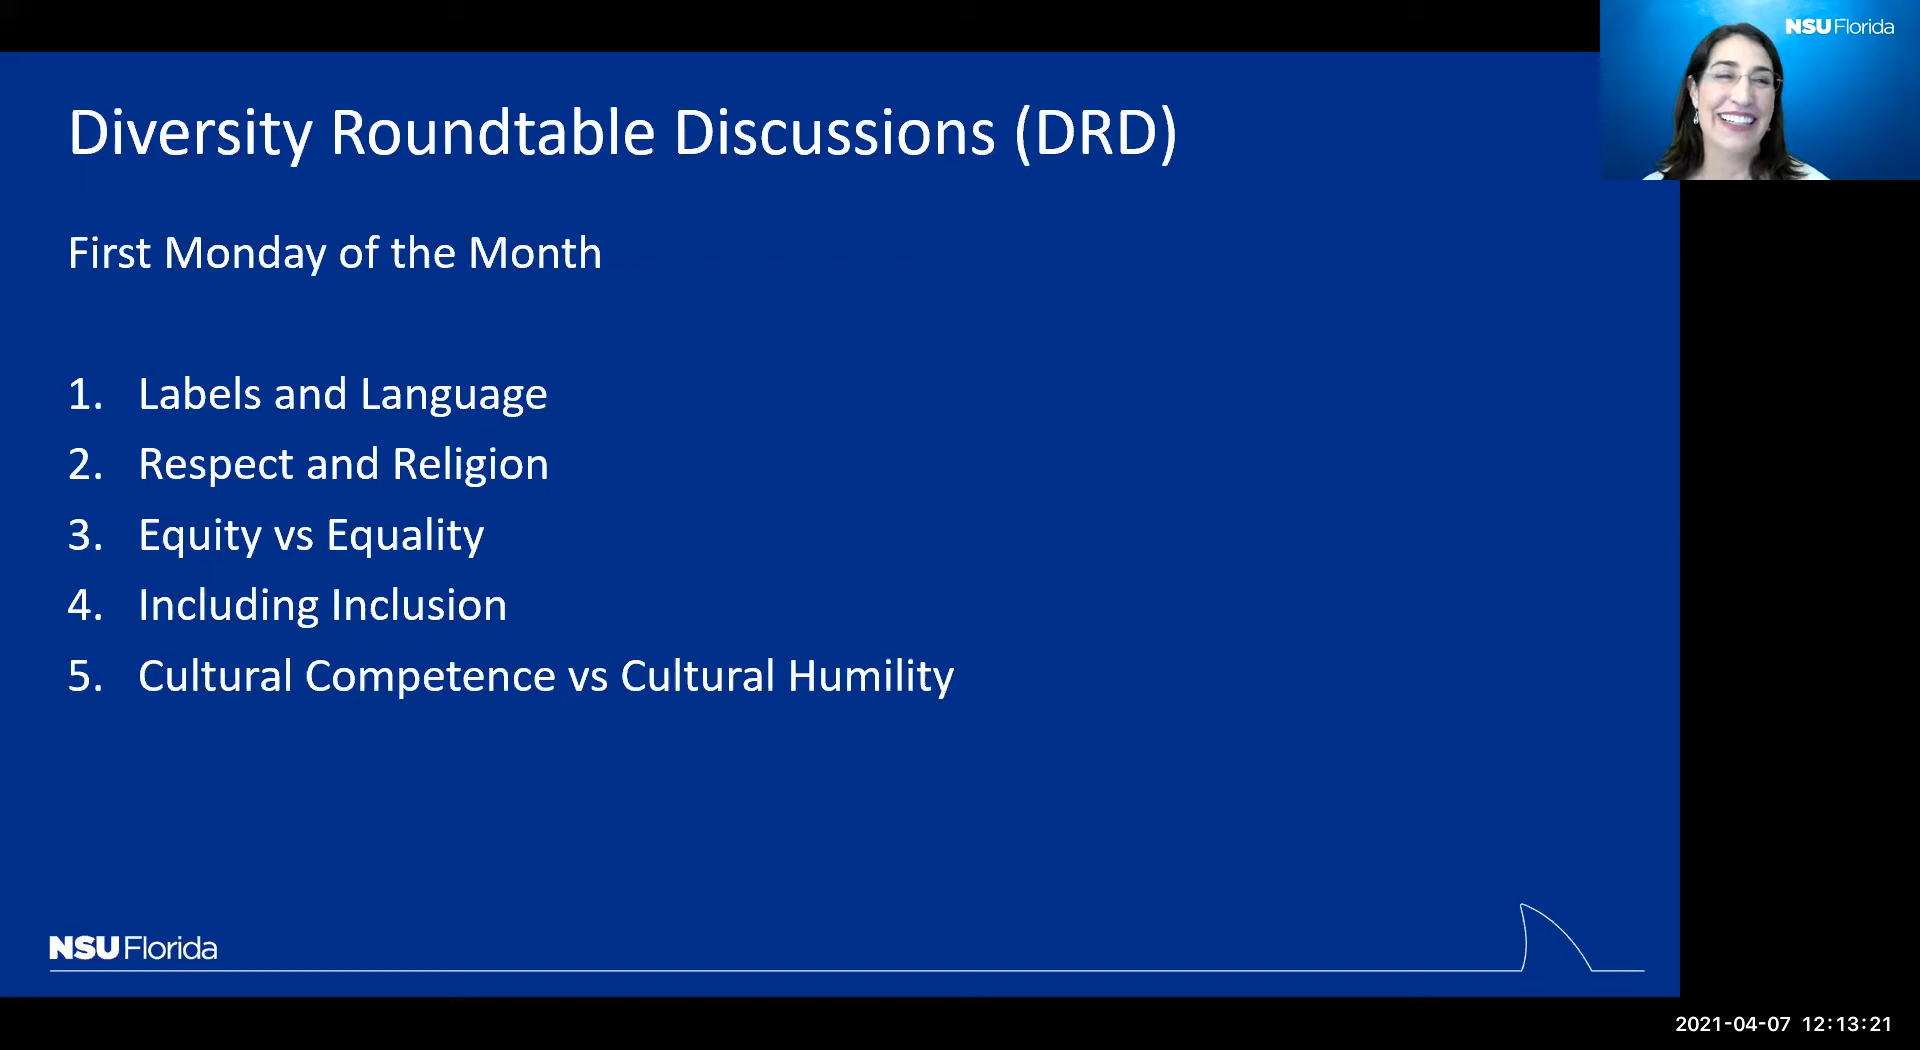 NSU Florida
Diversity Roundtable Discussions (DRD)
First Monday of the Month
1. Labels and Language
2. Respect and Religion
3. Equity vs Equality
4. Including Inclusion
5. Cultural Competence vs Cultural Humility
NSU Florida
2021-04-07 12:13:21